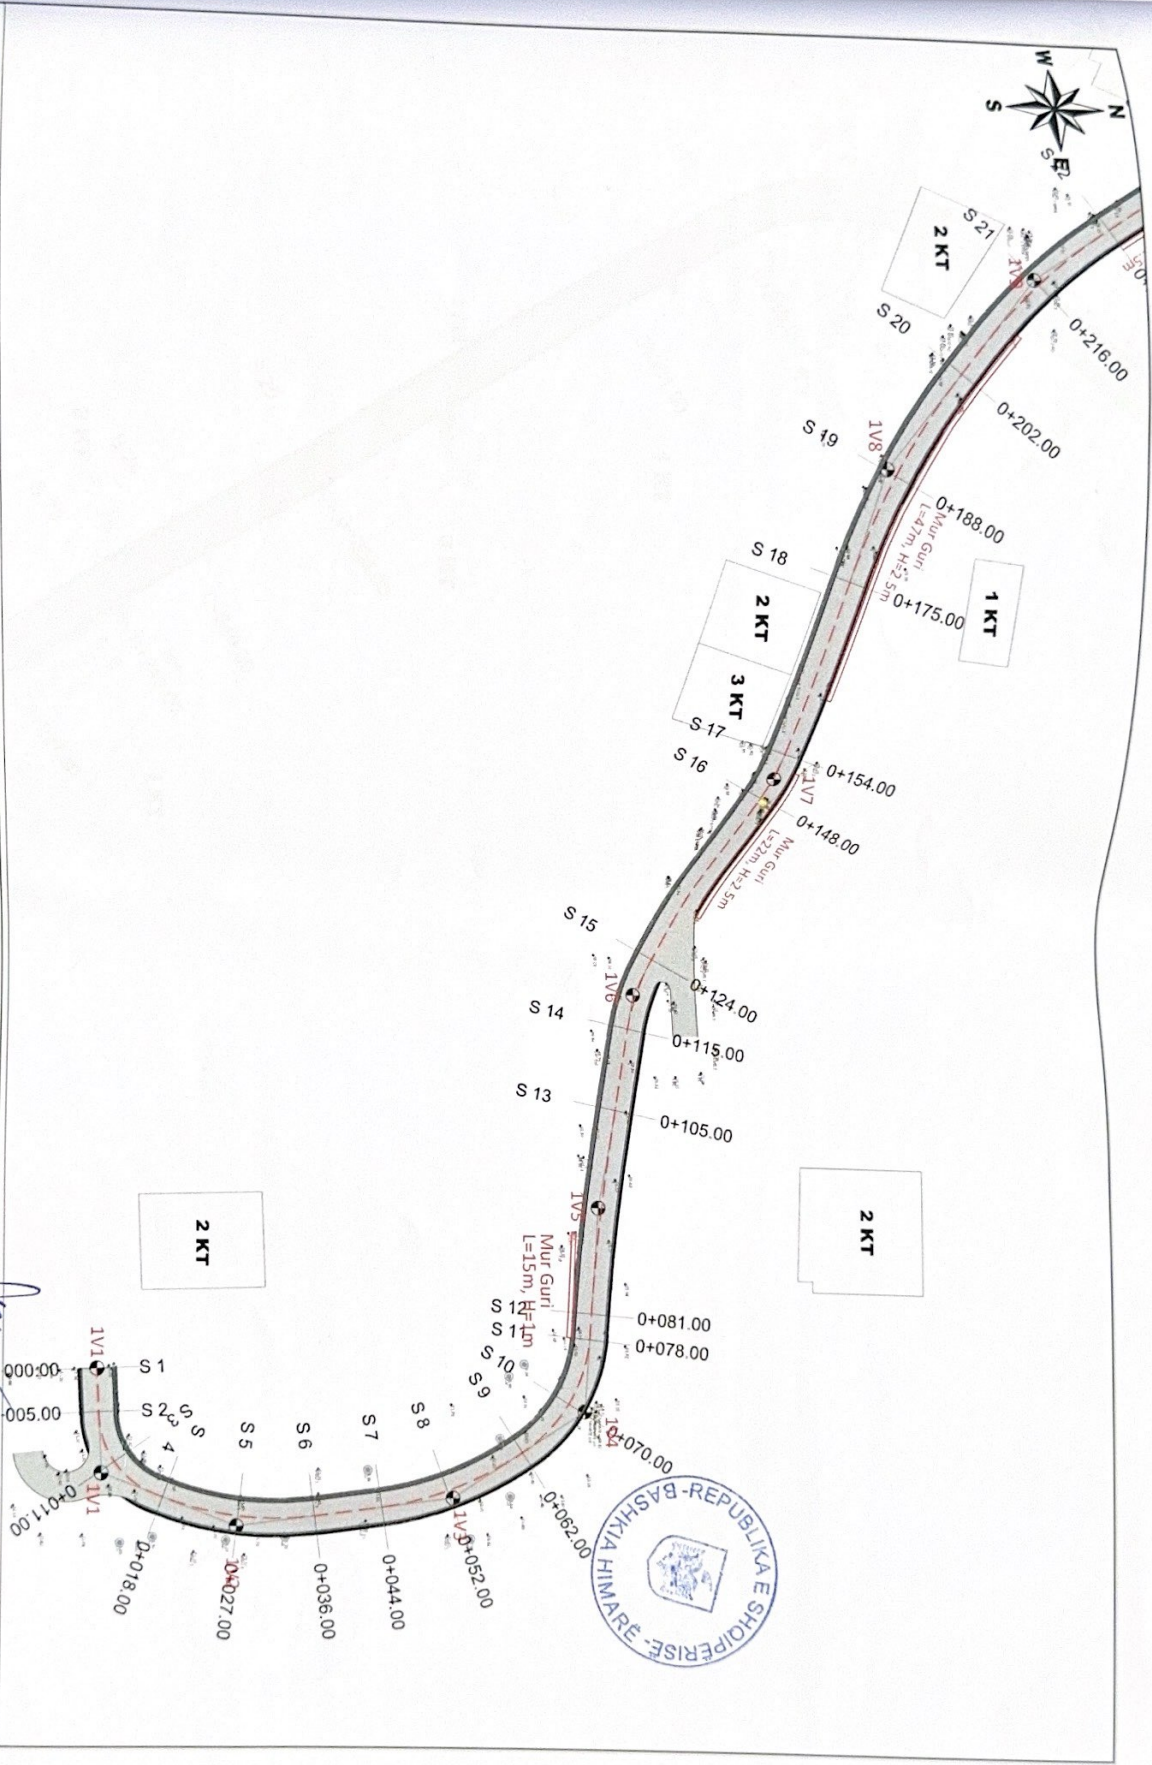 W
N
S
E
S 21
2 KT
1V9
S 20
0+216.00
0+202.00
S 19
1V8
0+188.00
Mur Guri
L=47m, H=2.5m
S 18
0+175.00
1 KT
2 KT
3 KT
S 17
0+154.00
S 16
1V7
0+148.00
Mur Guri
L=22m, H=2.5m
S 15
0+124.00
1V6
S 14
0+115.00
S 13
0+105.00
1V5
2 KT
2 KT
Mur Guri
L=15m, H=1m
S 12
0+081.00
S 11
0+078.00
S 10
S 9
0+070.00
S 8
0+062.00
S 7
S 6
S 5
1V1
S 1
000.00
S 2
005.00
S 3
S 4
1V1
0+011.00
0+018.00
0+027.00
0+036.00
0+044.00
1V3
0+052.00
REPUBLIKA E SHQIPËRISË - BASHKIA HIMARË -